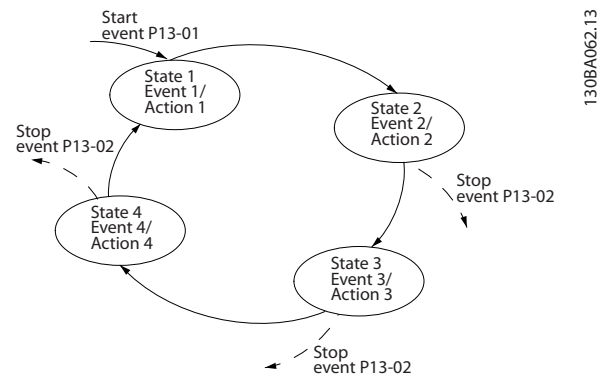 Start
event P13-01
130BA062.13
State 1
Event 1/
Action 1
State 2
Event 2/
Action 2
Stop
event P13-02
Stop
event P13-02
State 4
Event 4/
Action 4
State 3
Event 3/
Action 3
Stop
event P13-02